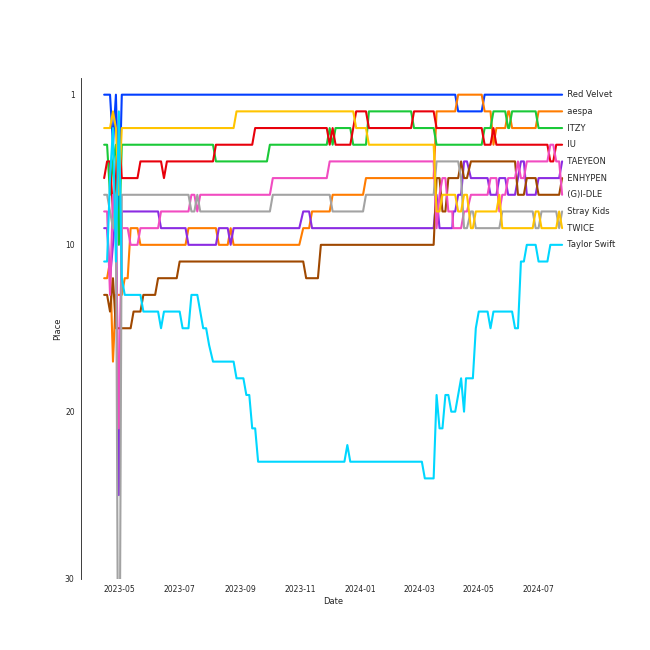 1
10
20
30
Place
2023-05
2023-07
2023-09
2023-11
2024-01
2024-03
2024-05
2024-07
Date
Red Velvet
aespa
ITZY
IU
TAEYEON
ENHYPEN
(G)I-DLE
Stray Kids
TWICE
Taylor Swift